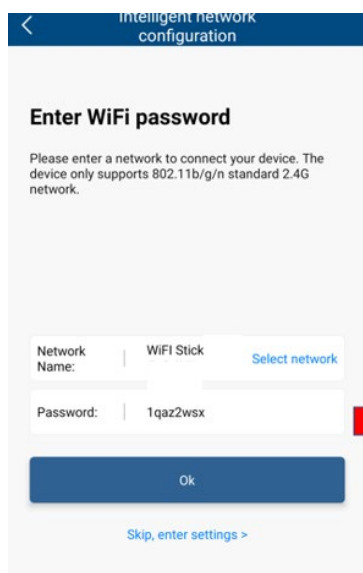 Intelligent network
configuration
Enter WiFi password
Please enter a network to connect your device. The
device only supports 802.11b/g/n standard 2.4G
network.
Network
Name:
WiFI Stick
Select network
Password:
1qaz2wsx
Ok
Skip, enter settings >